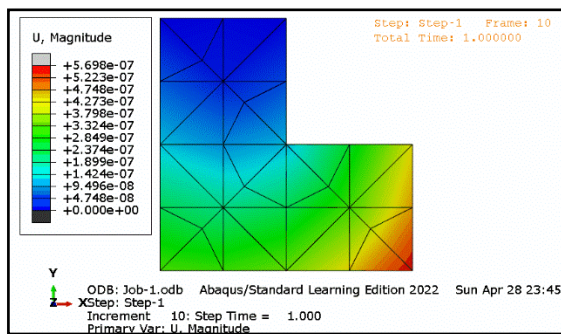 U, Magnitude
+5.698e-07
+5.223e-07
+4.748e-07
+4.273e-07
+3.798e-07
+3.324e-07
+2.849e-07
+2.374e-07
+1.899e-07
+1.424e-07
+9.496e-08
+4.748e-08
+0.000e+00
Step: Step-1 Frame: 10
Total Time: 1.000000
Y
Z X
ODB: Job-1.odb Abaqus/Standard Learning Edition 2022 Sun Apr 28 23:45
Step: Step-1
Increment 10: Step Time = 1.000
Primary Var: U, Magnitude